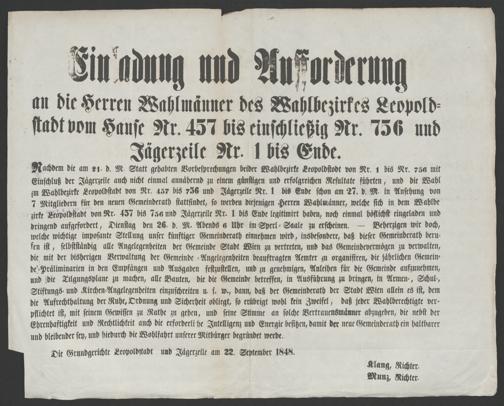 Einladung und Aufforderung
an die Herren Wahlmänner des Wahlbezirkes Leopold-
stadt vom Hause Nr. 437 bis einschließig Nr. 736 und
Jägerzeile Nr. 1 bis Ende.
Nachdem die am 21. d. M. Statt gehabten Vorbesprechungen beider Wahlbezirke Leopoldstadt von Nr. 1 bis Nr. 736 mit
Einschluß der Jägerzeile auch nicht einmal annähernd zu einem günstigen und erfolgreichen Resultate führten, und die Wahl
zu Wahlbezirke Leopoldstadt von Nr. 437 bis 736 und Jägerzeile Nr. 1 bis Ende schon am 27. d. M. in Ansehung von
7 Mitgliedern für den neuen Gemeinderath stattfindet, so werden diejenigen Herren Wahlmänner, welche sich in dem Wahlbe-
zirke Leopoldstadt von Nr. 437 bis 736 und Jägerzeile Nr. 1 bis Ende legitimirt haben, noch einmal höflichst eingeladen und
dringend aufgefordert, Dienstag den 26. d. M. Abends 6 Uhr im Sperl-Saale zu erscheinen. — Beherzigen wir doch,
welche wichtige imposante Stellung unser künftiger Gemeinderath einnehmen wird, insbesonders, daß dieser Gemeinderath beru-
fen ist, selbstständig alle Angelegenheiten der Gemeinde Stadt Wien zu vertreten, und das Gemeindevermögen zu verwalten,
die mit der bisherigen Verwaltung der Gemeinde-Angelegenheiten beauftragten Aemter zu organisiren, die jährlichen Gemein-
de-Präliminarien in den Empfängen und Ausgaben festzustellen, und zu genehmigen, Anleihen für die Gemeinde aufzunehmen,
und die Tilgungspläne zu machen, alle Bauten, die die Gemeinde betreffen, in Ausführung zu bringen, in Armen-, Schul-,
Stiftungs- und Kirchen-Angelegenheiten einzuschreiten u. s. w., dann, daß der Gemeinderath der Stadt Wien allein es ist, dem
die Aufrechthaltung der Ruhe, Ordnung und Sicherheit obliegt, so erübrigt wohl kein Zweifel, daß jeder Wahlberechtigte ver-
pflichtet ist, mit seinem Gewissen zu Rathe zu gehen, und seine Stimme an solche Vertrauensmänner abzugeben, die nebst der
Ehrenhaftigkeit und Rechtlichkeit auch die erforderliche Intelligenz und Energie besitzen, damit der neue Gemeinderath ein haltbarer
und bleibender sey, und hiedurch die Wohlfahrt unserer Mitbürger begründet werde.
Die Grundgerichte Leopoldstadt und Jägerzeile am 22. September 1848.
Klang, Richter.
Munz, Richter.